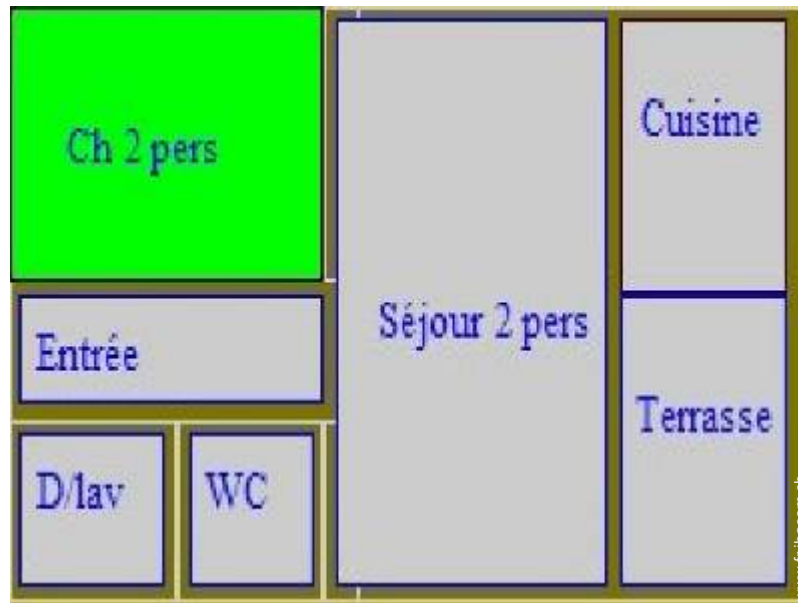 Ch 2 pers
Cuisine
Séjour 2 pers
Entrée
Terrasse
D/lav
WC